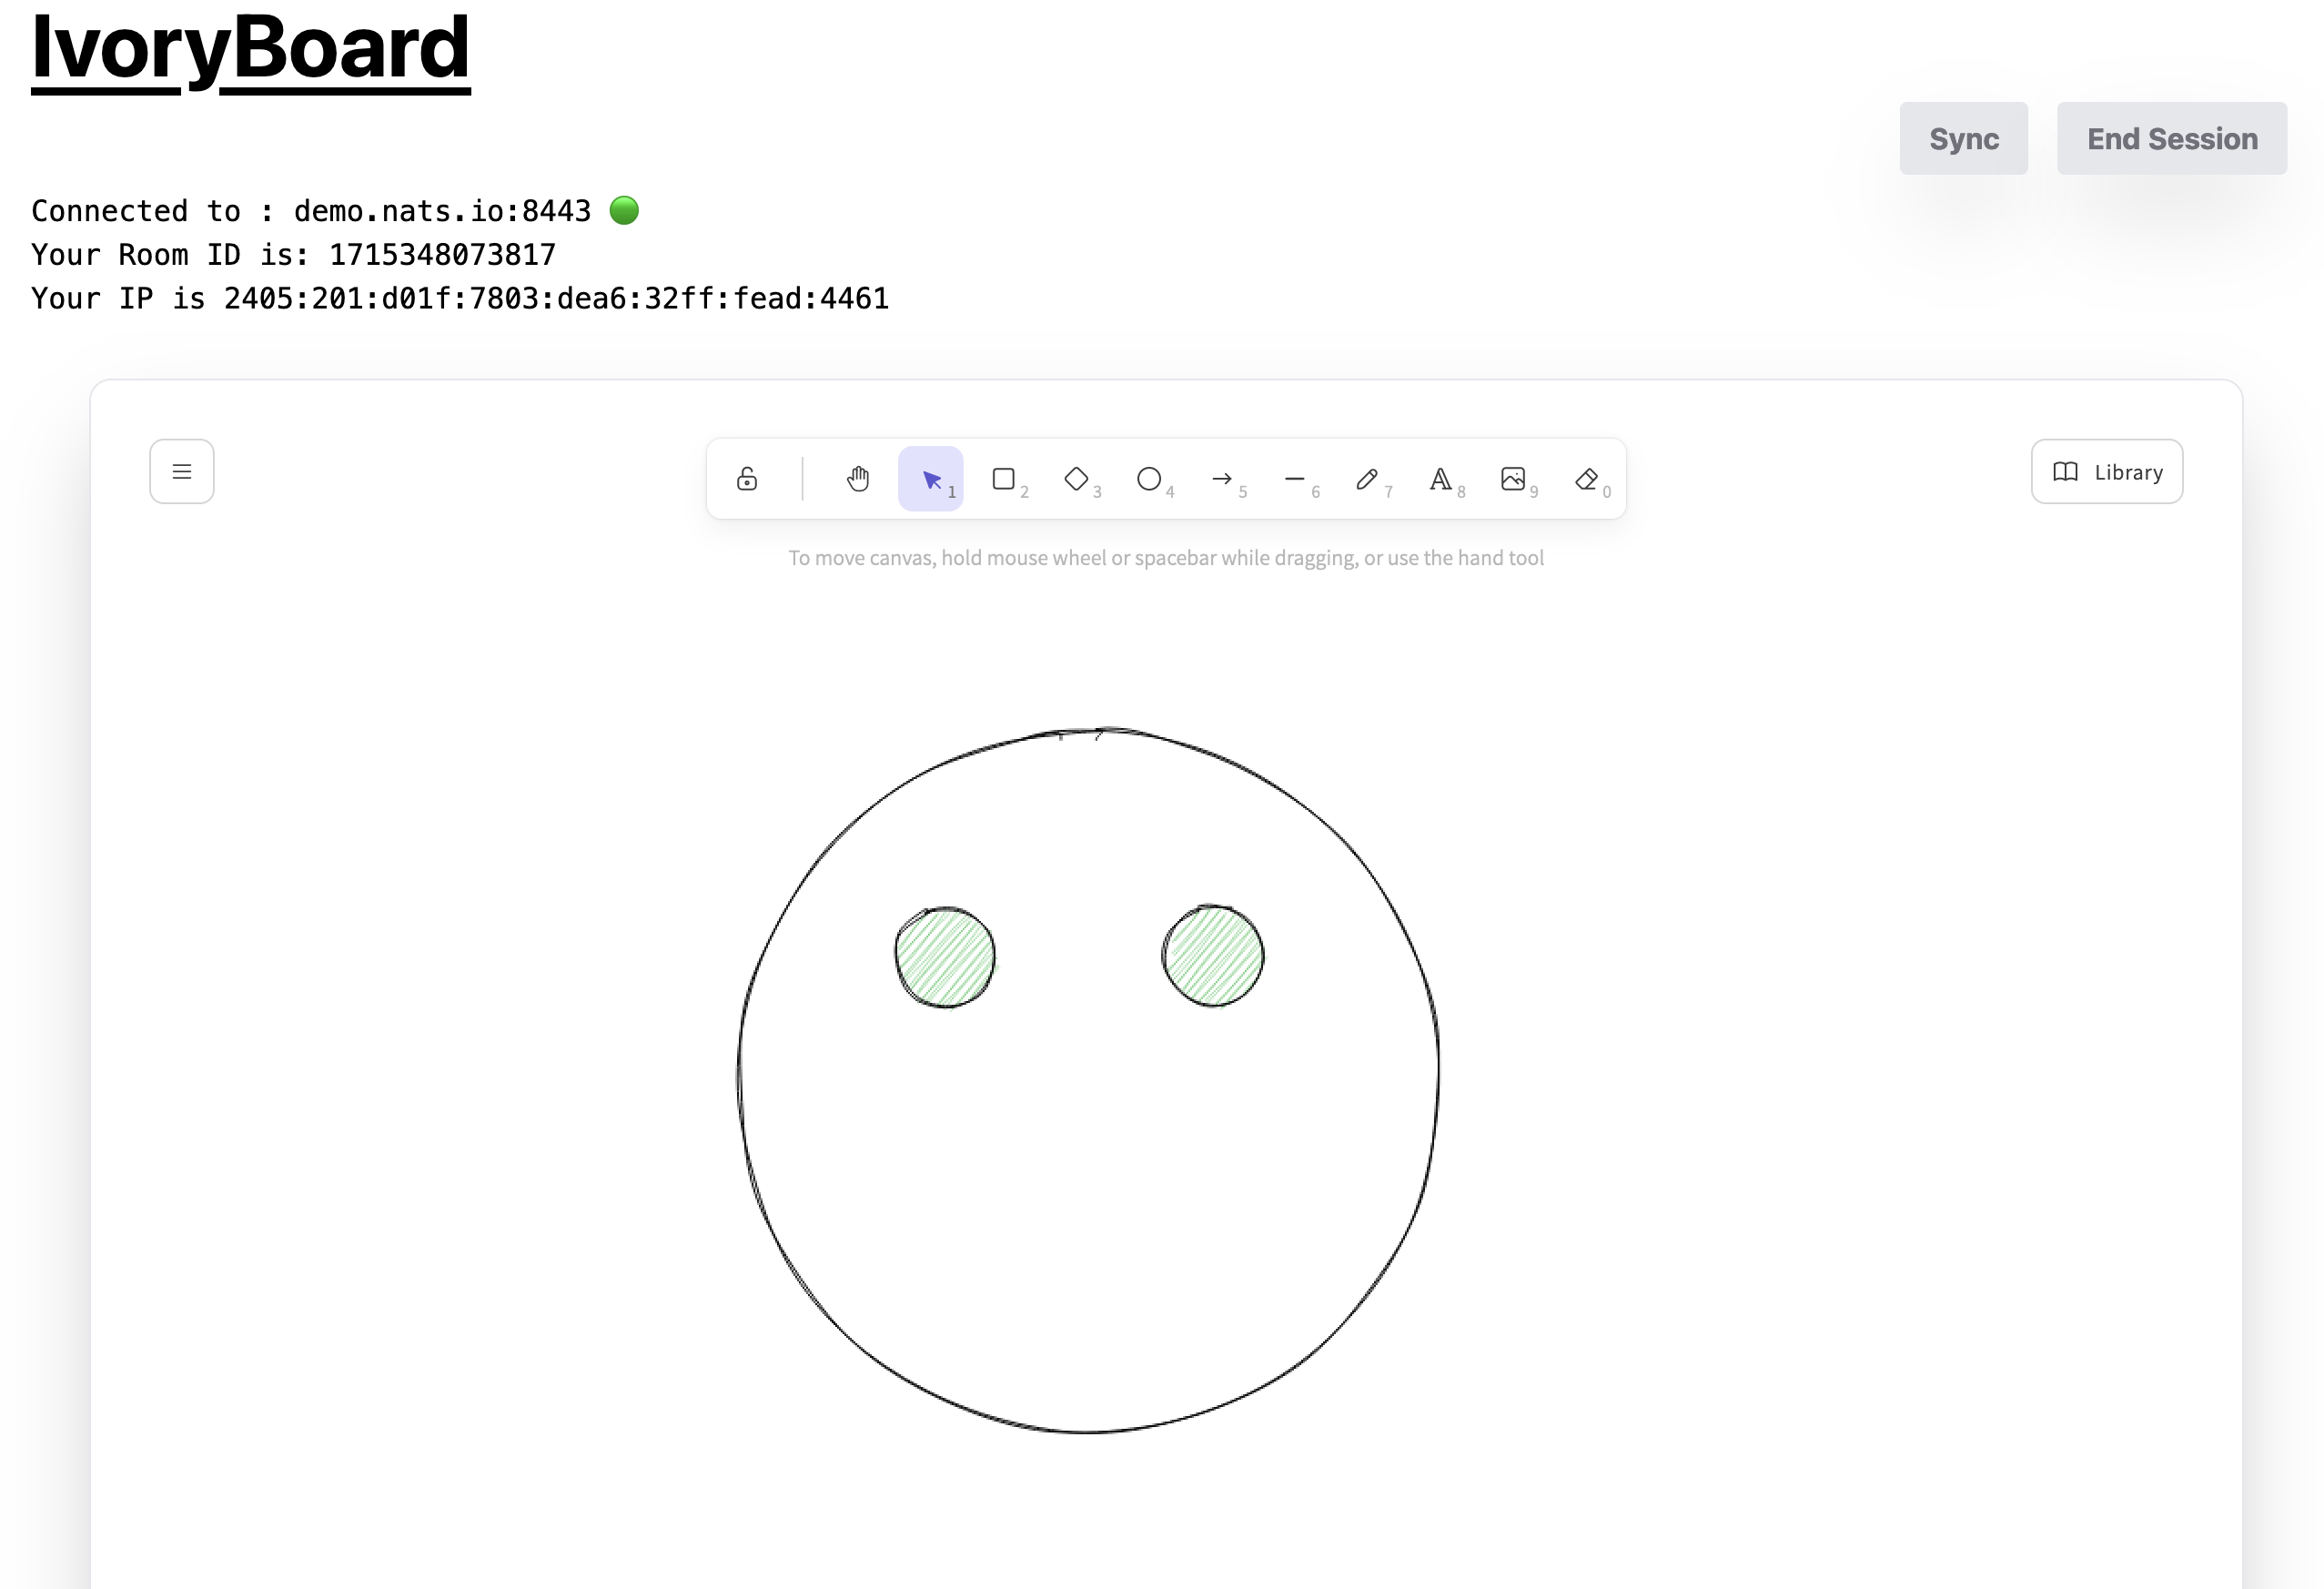 IvoryBoard
Sync
End Session
Connected to : demo.nats.io:8443
Your Room ID is: 1715348073817
Your IP is 2405:201:d01f:7803:dea6:32ff:fead:4461
1 2 3 4 5 6 7 A 8 9 0
Library
To move canvas, hold mouse wheel or spacebar while dragging, or use the hand tool